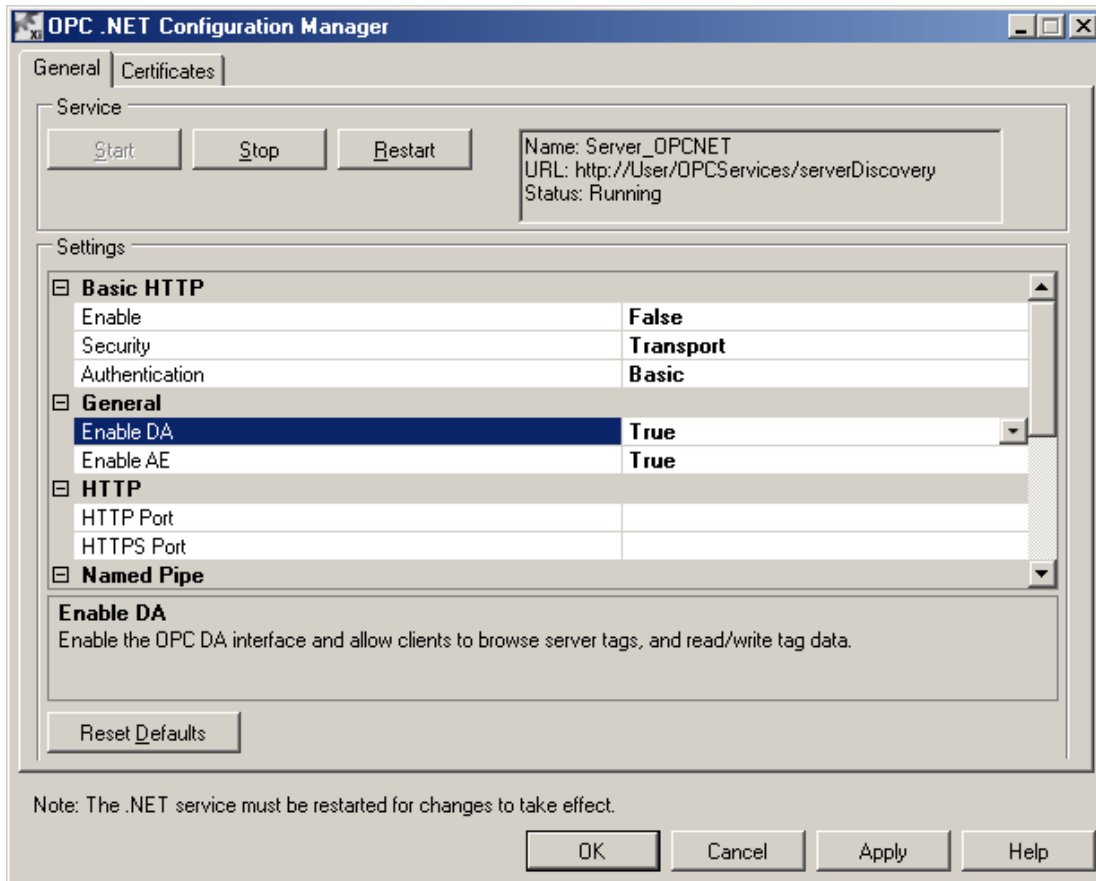 OPC .NET Configuration Manager
General Certificates
Service
Start Stop Restart
Name: Server_OPCNET
URL: http://User/OPCServices/serverDiscovery
Status: Running
Settings
Basic HTTP
Enable False
Security Transport
Authentication Basic
General
Enable DA True
Enable AE True
HTTP
HTTP Port
HTTPS Port
Named Pipe
Enable DA
Enable the OPC DA interface and allow clients to browse server tags, and read/write tag data.
Reset Defaults
Note: The .NET service must be restarted for changes to take effect.
OK Cancel Apply Help